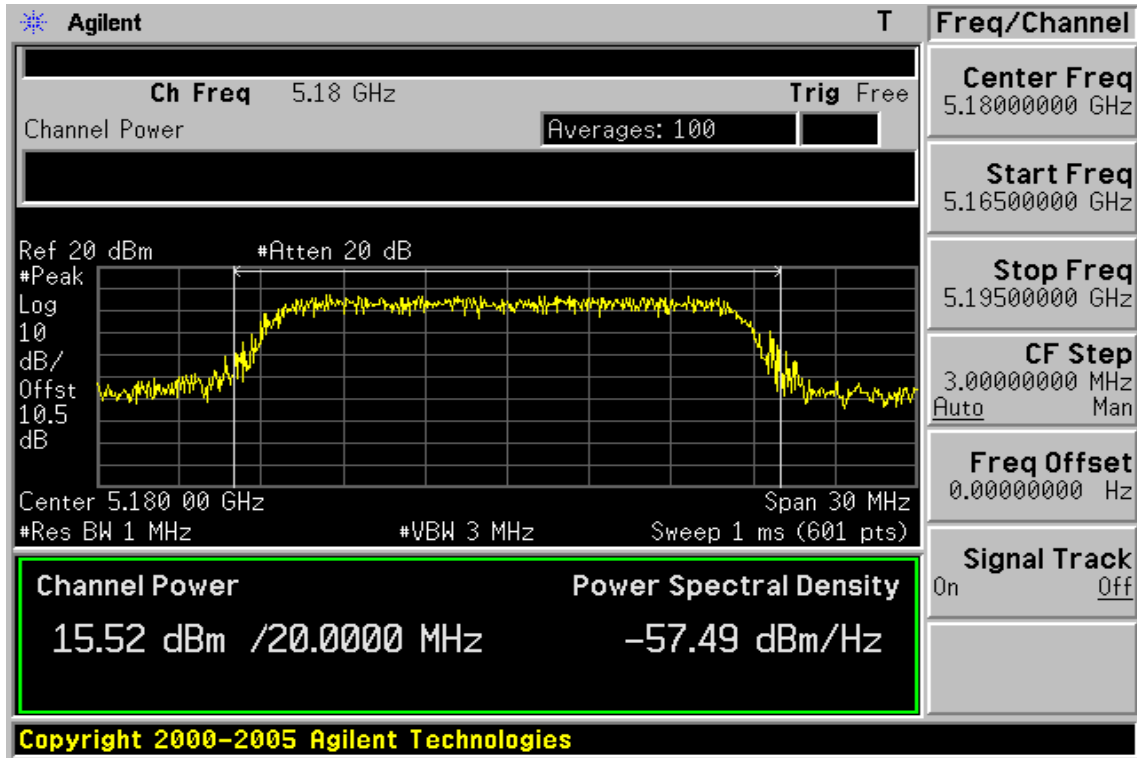 Agilent T
Ch Freq 5.18 GHz Trig Free
Channel Power Averages: 100
Ref 20 dBm #Atten 20 dB
#Peak
Log
10
dB/
Offst
10.5
dB
Center 5.180 00 GHz Span 30 MHz
#Res BW 1 MHz #VBW 3 MHz Sweep 1 ms (601 pts)
Channel Power Power Spectral Density
15.52 dBm /20.0000 MHz -57.49 dBm/Hz
Copyright 2000-2005 Agilent Technologies
Freq/Channel
Center Freq
5.18000000 GHz
Start Freq
5.16500000 GHz
Stop Freq
5.19500000 GHz
CF Step
3.00000000 MHz
Auto Man
Freq Offset
0.00000000 Hz
Signal Track
On Off